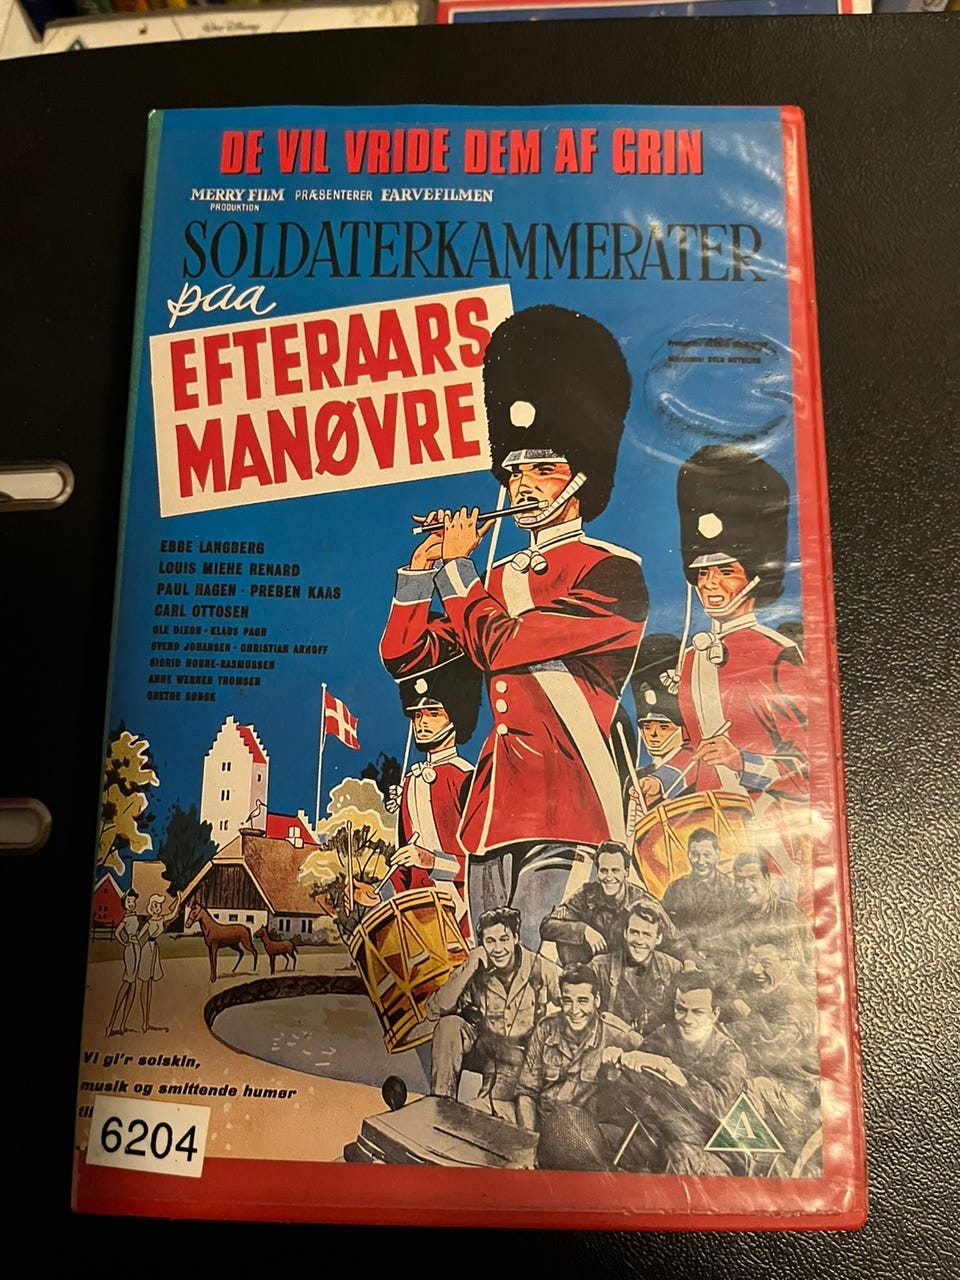 Walt Disney
DE VIL VRIDE DEM AF GRIN
MERRY FILM PRÆSENTERER FARVEFILMEN
PRODUKTION
SOLDATERKAMMERATER
paa
EFTERAARS
MANØVRE
EBBE LANGBERG
LOUIS MIEHE RENARD
PAUL HAGEN · PREBEN KAAS
CARL OTTOSEN
OLE DIXON · KLAUS PAGH
SVEND JOHANSEN · CHRISTIAN ARHOFF
SIGRID HORNE-RASMUSSEN
ANNE WERNER THOMSEN
GRETHE SØNCK
Vi gi'r solskin,
musik og smittende humør
6204
A